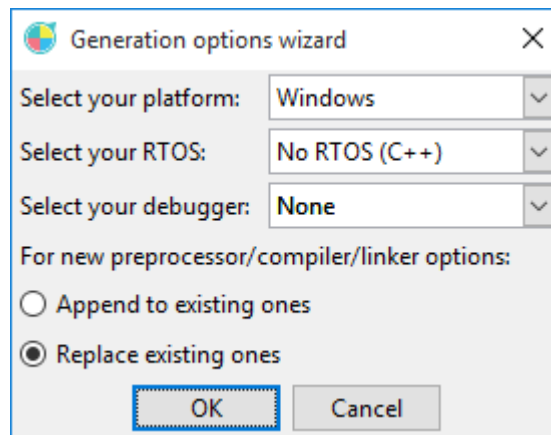 Generation options wizard
Select your platform: Windows
Select your RTOS: No RTOS (C++)
Select your debugger: None
For new preprocessor/compiler/linker options:
Append to existing ones
Replace existing ones
OK Cancel